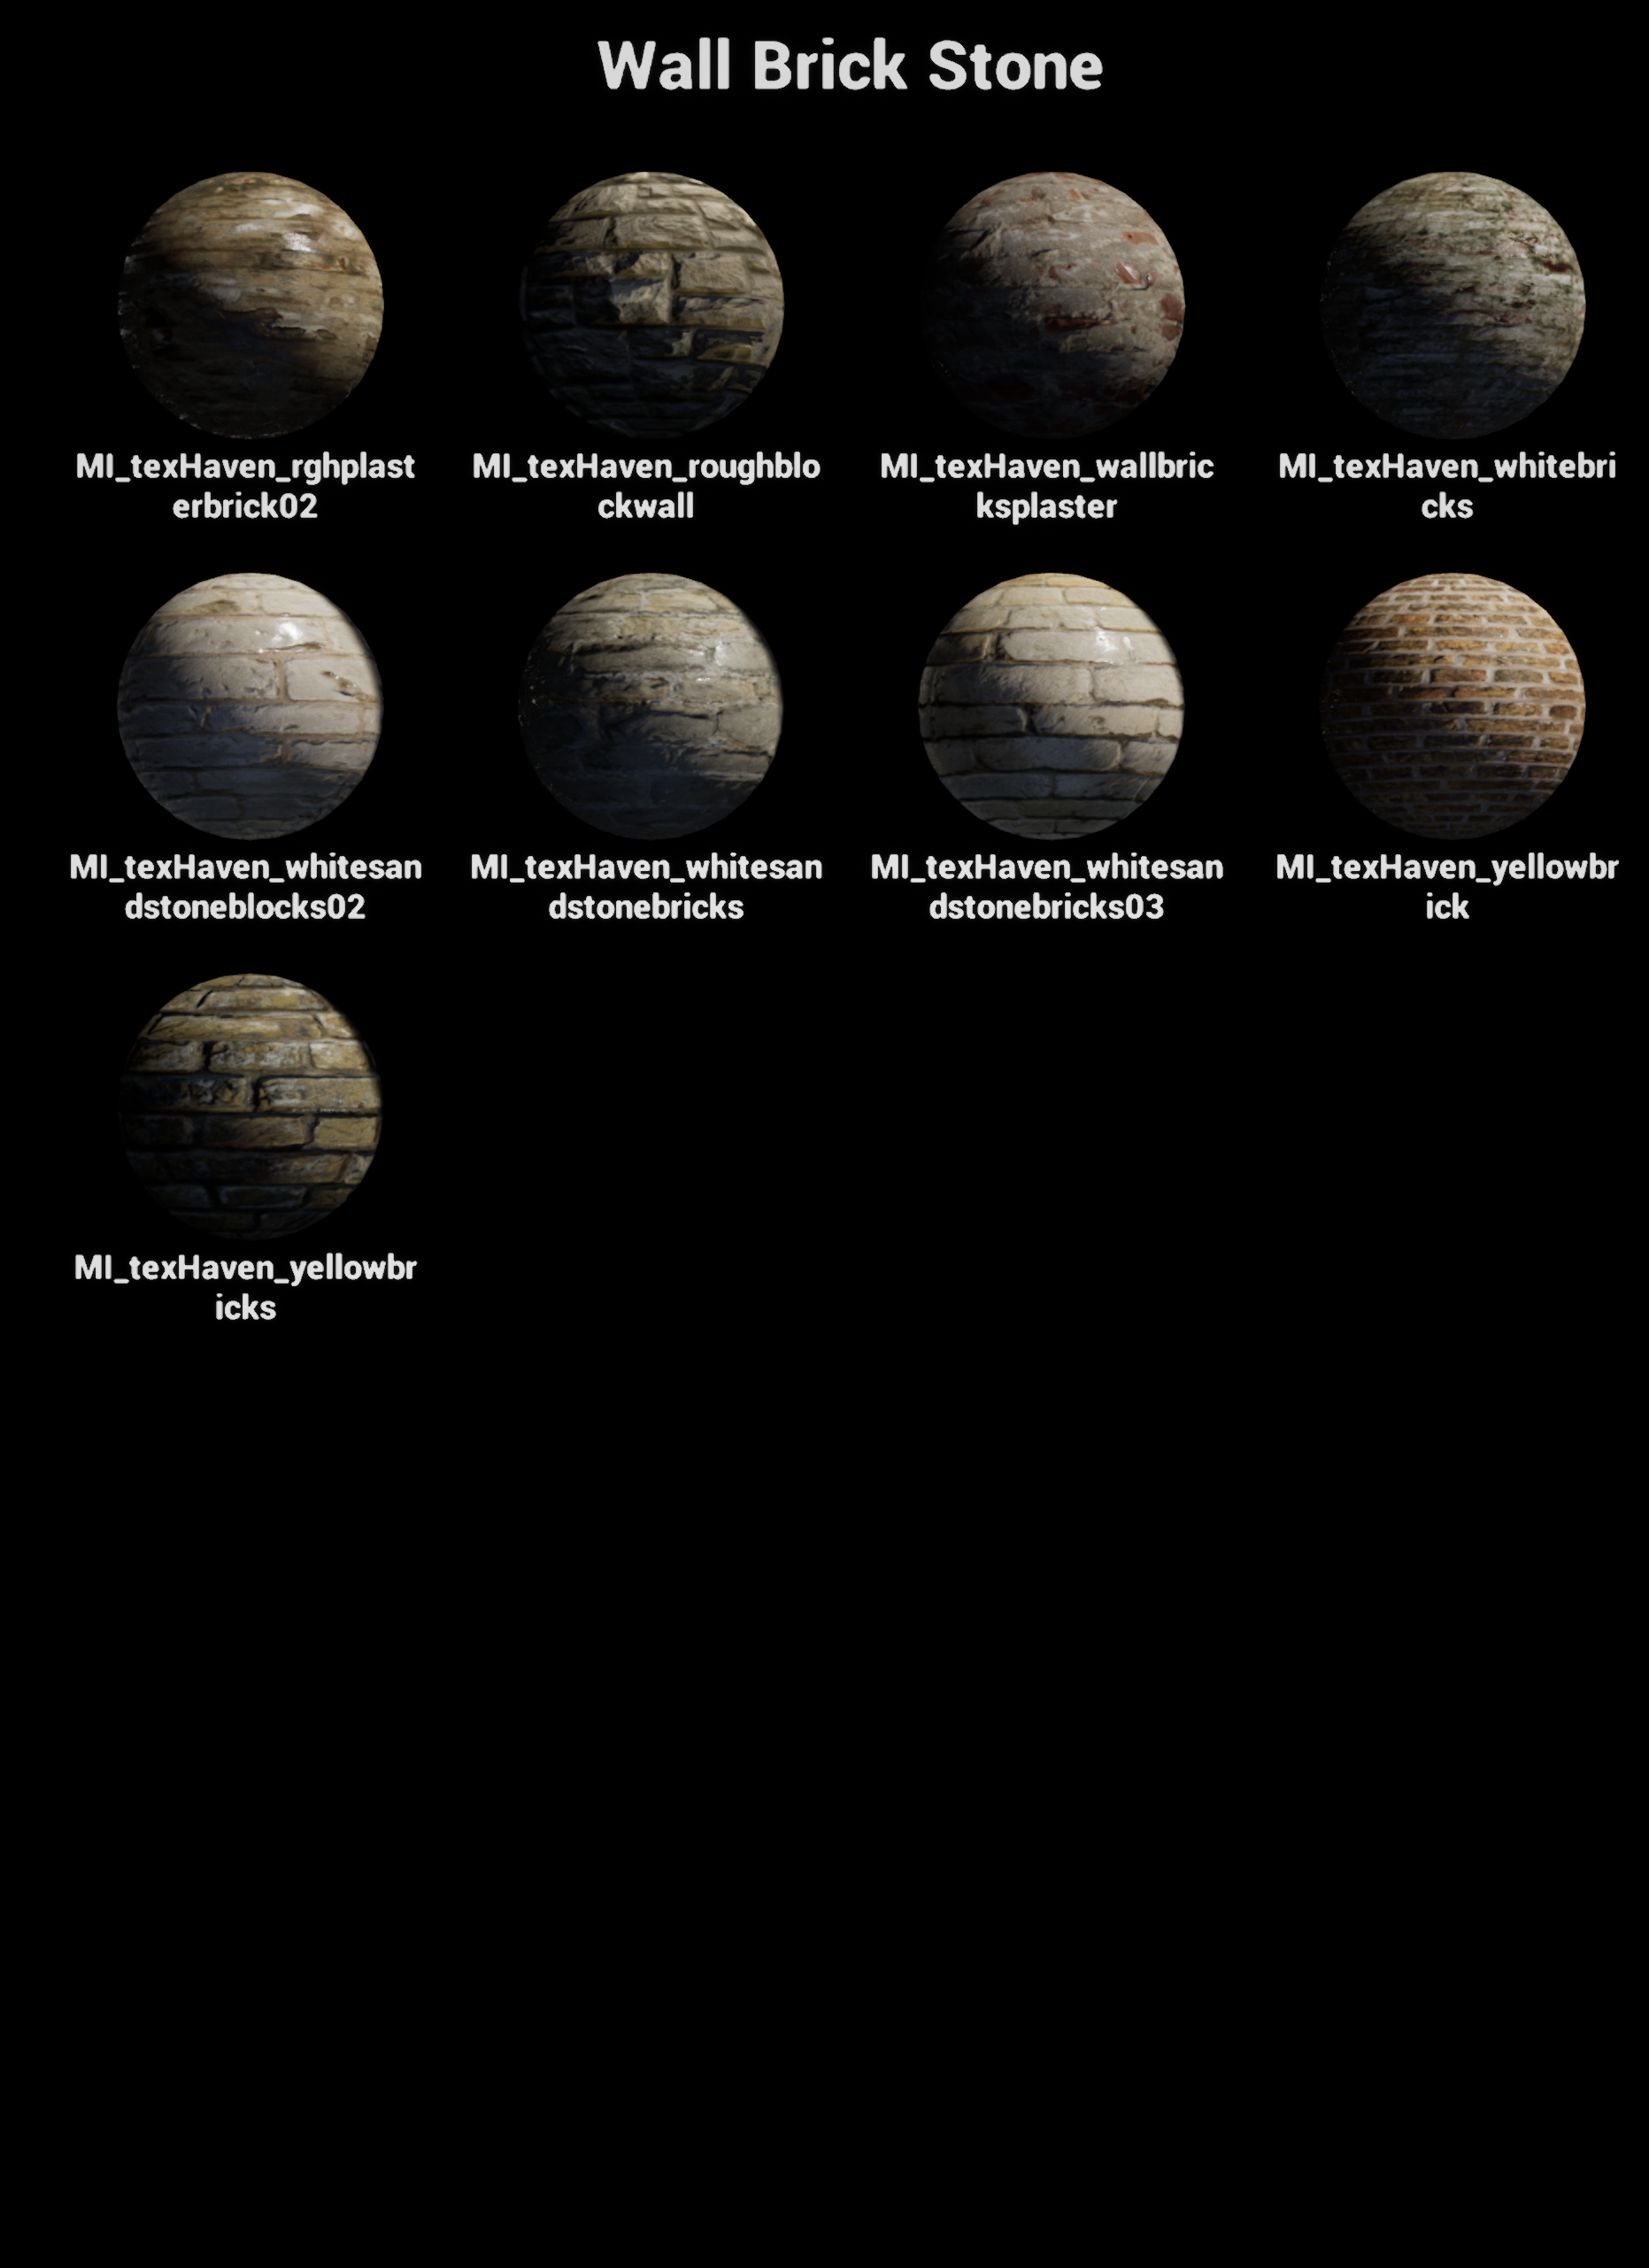 Wall Brick Stone
MI_texHaven_rghplast
erbrick02
MI_texHaven_roughblo
ckwall
MI_texHaven_wallbric
ksplaster
MI_texHaven_whitebri
cks
MI_texHaven_whitesan
dstoneblocks02
MI_texHaven_whitesan
dstonebricks
MI_texHaven_whitesan
dstonebricks03
MI_texHaven_yellowbr
ick
MI_texHaven_yellowbr
icks